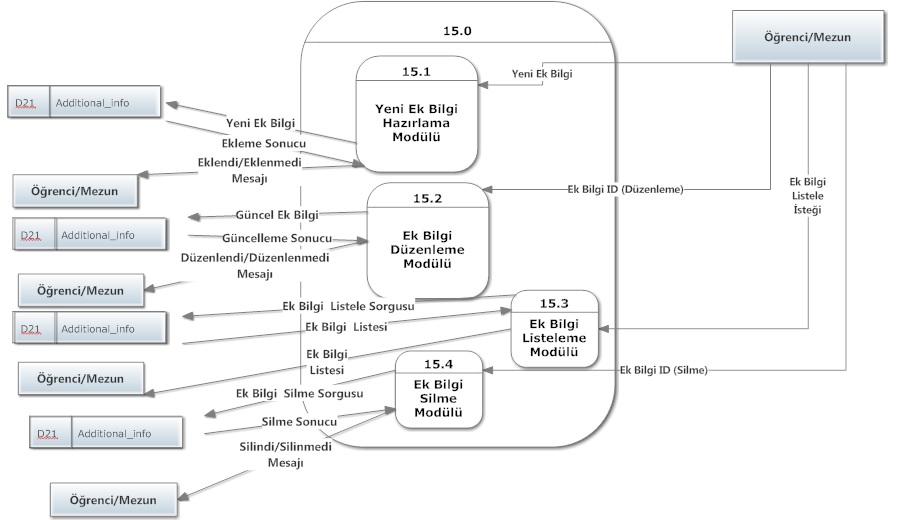 15.0
Öğrenci/Mezun
15.1
Yeni Ek Bilgi
Hazırlama
Modülü
Yeni Ek Bilgi
D21 Additional_info
Yeni Ek Bilgi
Ekleme Sonucu
Eklendi/Eklenmedi
Mesajı
Öğrenci/Mezun
15.2
Ek Bilgi
Düzenleme
Modülü
Ek Bilgi ID (Düzenleme)
Ek Bilgi
Listele
İsteği
D21 Additional_info
Güncel Ek Bilgi
Güncelleme Sonucu
Düzenlendi/Düzenlenmedi
Mesajı
Öğrenci/Mezun
15.3
Ek Bilgi
Listeleme
Modülü
D21 Additional_info
Ek Bilgi Listele Sorgusu
Ek Bilgi Listesi
Ek Bilgi
Listesi
Öğrenci/Mezun
15.4
Ek Bilgi
Silme
Modülü
Ek Bilgi ID (Silme)
Ek Bilgi Silme Sorgusu
D21 Additional_info
Silme Sonucu
Silindi/Silinmedi
Mesajı
Öğrenci/Mezun